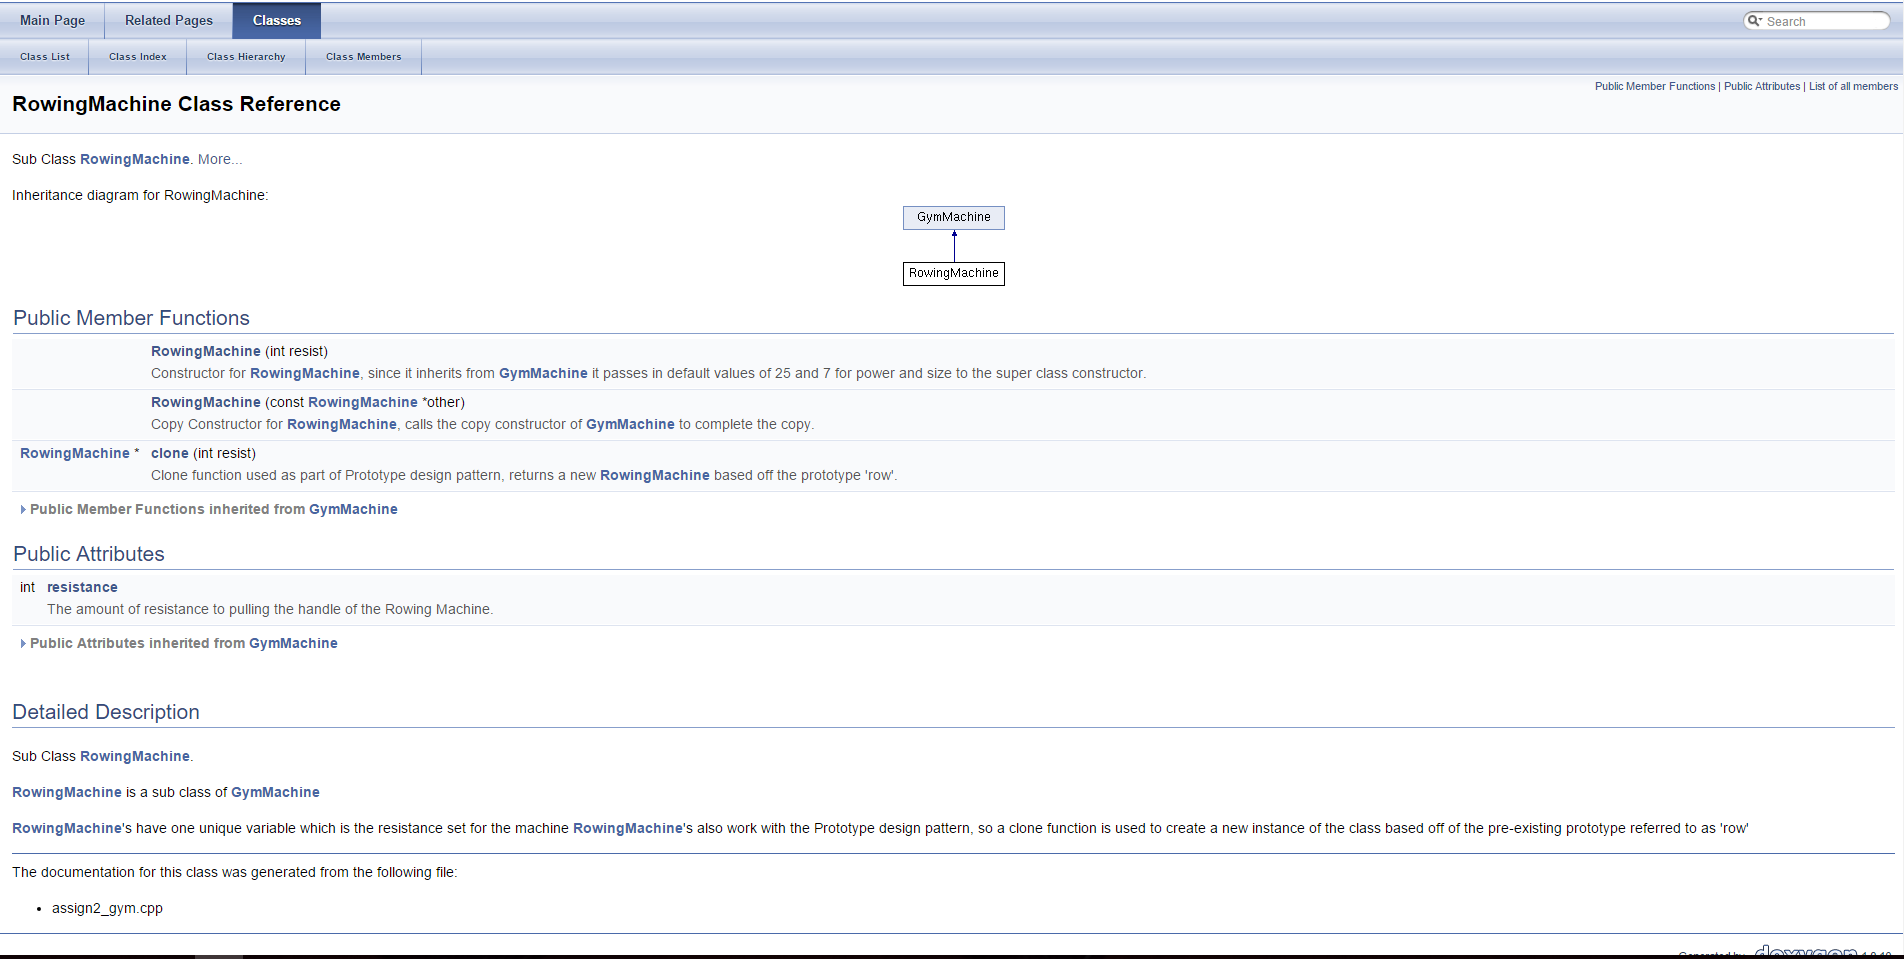 Main Page
Related Pages
Classes
Search
Class List
Class Index
Class Hierarchy
Class Members
Public Member Functions | Public Attributes | List of all members
RowingMachine Class Reference
Sub Class RowingMachine. More...
Inheritance diagram for RowingMachine:
GymMachine
RowingMachine
Public Member Functions
RowingMachine (int resist)
Constructor for RowingMachine, since it inherits from GymMachine it passes in default values of 25 and 7 for power and size to the super class constructor.
RowingMachine (const RowingMachine *other)
Copy Constructor for RowingMachine, calls the copy constructor of GymMachine to complete the copy.
RowingMachine * clone (int resist)
Clone function used as part of Prototype design pattern, returns a new RowingMachine based off the prototype 'row'.
Public Member Functions inherited from GymMachine
Public Attributes
int resistance
The amount of resistance to pulling the handle of the Rowing Machine.
Public Attributes inherited from GymMachine
Detailed Description
Sub Class RowingMachine.
RowingMachine is a sub class of GymMachine
RowingMachine's have one unique variable which is the resistance set for the machine RowingMachine's also work with the Prototype design pattern, so a clone function is used to create a new instance of the class based off of the pre-existing prototype referred to as 'row'
The documentation for this class was generated from the following file:
• assign2_gym.cpp
Generated by doxygen